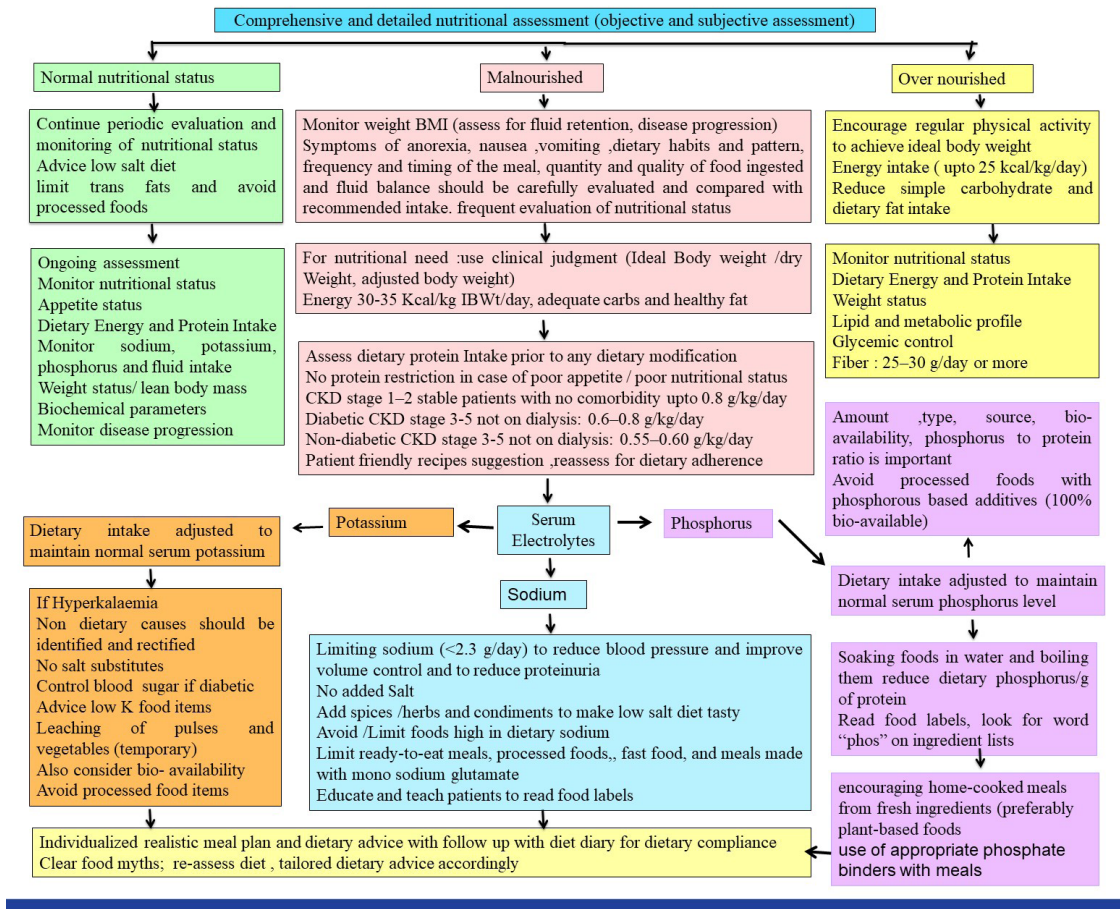 Comprehensive and detailed nutritional assessment (objective and subjective assessment)
Normal nutritional status
Continue periodic evaluation and
monitoring of nutritional status
Advice low salt diet
limit trans fats and avoid
processed foods
Ongoing assessment
Monitor nutritional status
Appetite status
Dietary Energy and Protein Intake
Monitor sodium, potassium,
phosphorus and fluid intake
Weight status/ lean body mass
Biochemical parameters
Monitor disease progression
Malnourished
Monitor weight BMI (assess for fluid retention, disease progression)
Symptoms of anorexia, nausea ,vomiting ,dietary habits and pattern,
frequency and timing of the meal, quantity and quality of food ingested
and fluid balance should be carefully evaluated and compared with
recommended intake. frequent evaluation of nutritional status
For nutritional need :use clinical judgment (Ideal Body weight /dry
Weight, adjusted body weight)
Energy 30-35 Kcal/kg IBWt/day, adequate carbs and healthy fat
Assess dietary protein Intake prior to any dietary modification
No protein restriction in case of poor appetite / poor nutritional status
CKD stage 1–2 stable patients with no comorbidity upto 0.8 g/kg/day
Diabetic CKD stage 3-5 not on dialysis: 0.6–0.8 g/kg/day
Non-diabetic CKD stage 3-5 not on dialysis: 0.55–0.60 g/kg/day
Patient friendly recipes suggestion ,reassess for dietary adherence
Over nourished
Encourage regular physical activity
to achieve ideal body weight
Energy intake ( upto 25 kcal/kg/day)
Reduce simple carbohydrate and
dietary fat intake
Monitor nutritional status
Dietary Energy and Protein Intake
Weight status
Lipid and metabolic profile
Glycemic control
Fiber : 25–30 g/day or more
Serum
Electrolytes
Potassium
Dietary intake adjusted to
maintain normal serum potassium
If Hyperkalaemia
Non dietary causes should be
identified and rectified
No salt substitutes
Control blood sugar if diabetic
Advice low K food items
Leaching of pulses and
vegetables (temporary)
Also consider bio- availability
Avoid processed food items
Sodium
Limiting sodium (<2.3 g/day) to reduce blood pressure and improve
volume control and to reduce proteinuria
No added Salt
Add spices /herbs and condiments to make low salt diet tasty
Avoid /Limit foods high in dietary sodium
Limit ready-to-eat meals, processed foods,, fast food, and meals made
with mono sodium glutamate
Educate and teach patients to read food labels
Phosphorus
Dietary intake adjusted to maintain
normal serum phosphorus level
Amount ,type, source, bio-
availability, phosphorus to protein
ratio is important
Avoid processed foods with
phosphorous based additives (100%
bio-available)
Soaking foods in water and boiling
them reduce dietary phosphorus/g
of protein
Read food labels, look for word
“phos” on ingredient lists
encouraging home-cooked meals
from fresh ingredients (preferably
plant-based foods
use of appropriate phosphate
binders with meals
Individualized realistic meal plan and dietary advice with follow up with diet diary for dietary compliance
Clear food myths; re-assess diet , tailored dietary advice accordingly